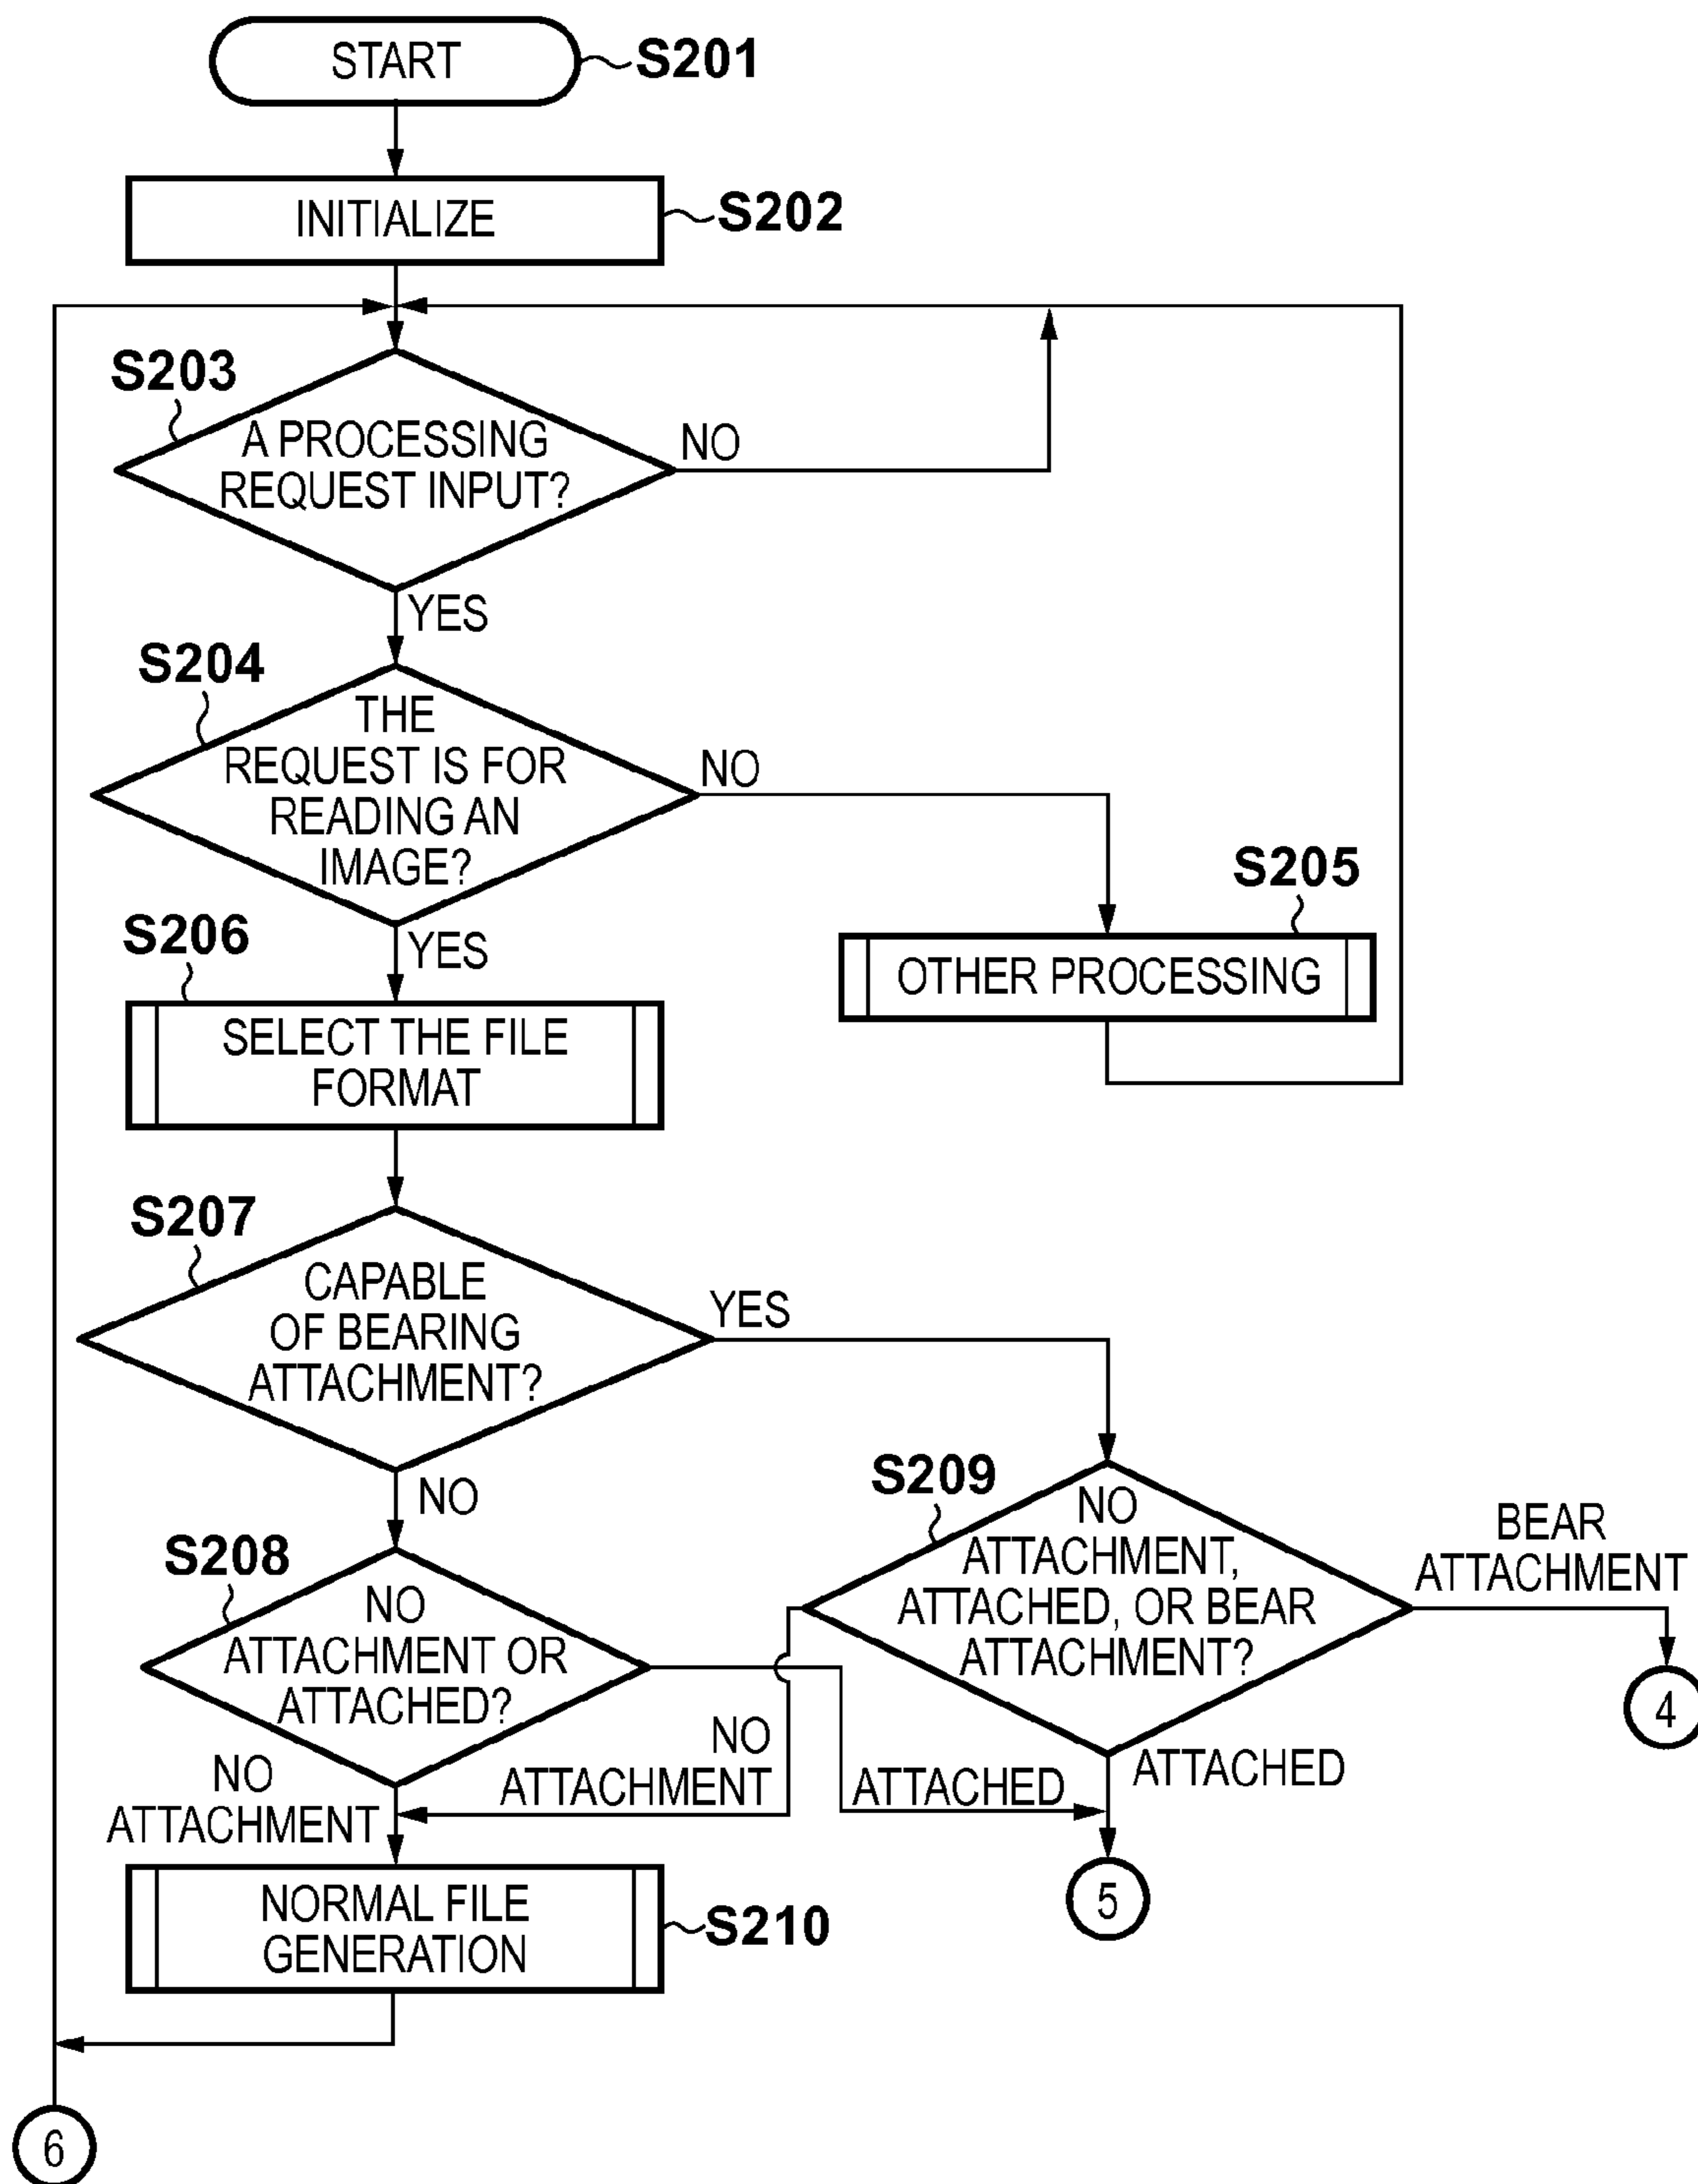 START
S201
INITIALIZE
S202
S203
A PROCESSING
REQUEST INPUT?
NO
YES
S204
THE
REQUEST IS FOR
READING AN
IMAGE?
NO
YES
S205
OTHER PROCESSING
S206
SELECT THE FILE
FORMAT
S207
CAPABLE
OF BEARING
ATTACHMENT?
YES
NO
S208
NO
ATTACHMENT OR
ATTACHED?
S209
NO
ATTACHMENT,
ATTACHED, OR BEAR
ATTACHMENT?
BEAR
ATTACHMENT
4
NO
ATTACHMENT
NO
ATTACHMENT
ATTACHED
ATTACHED
5
NORMAL FILE
GENERATION
S210
6